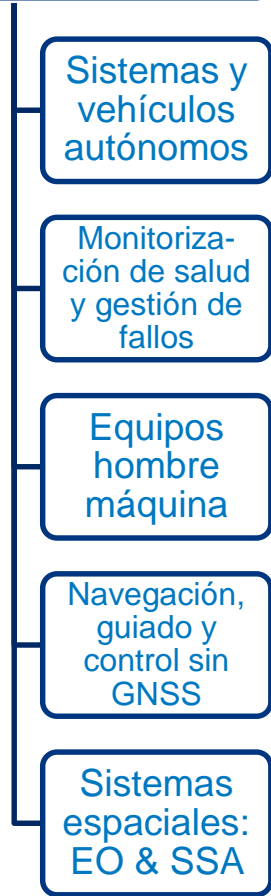 Sistemas y
vehículos
autónomos
Monitoriza-
ción de salud
y gestión de
fallos
Equipos
hombre
máquina
Navegación,
guiado y
control sin
GNSS
Sistemas
espaciales:
EO & SSA